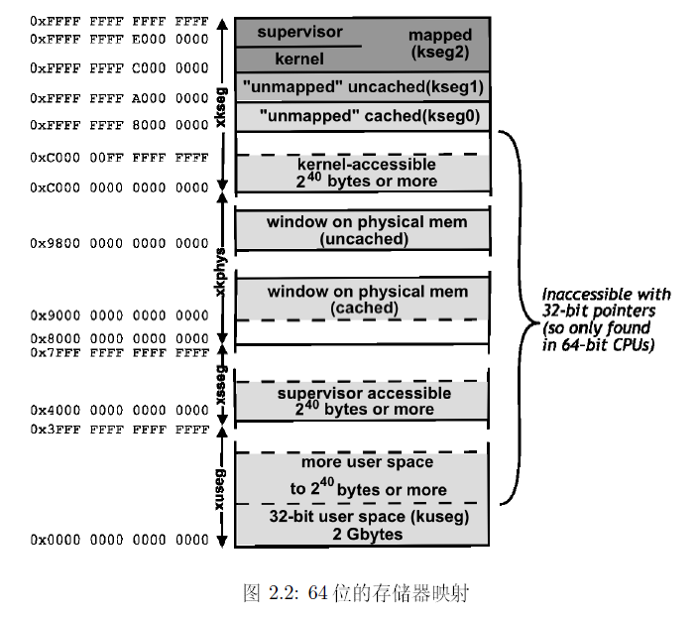 0xFFFF FFFF FFFF FFFF
0xFFFF FFFF E000 0000
0xFFFF FFFF C000 0000
0xFFFF FFFF A000 0000
0xFFFF FFFF 8000 0000
0xC000 00FF FFFF FFFF
0xC000 0000 0000 0000
0x9800 0000 0000 0000
0x9000 0000 0000 0000
0x8000 0000 0000 0000
0x7FFF FFFF FFFF FFFF
0x4000 0000 0000 0000
0x3FFF FFFF FFFF FFFF
0x0000 0000 0000 0000
xkseg
xkphys
xsseg
xuseg
supervisor
kernel
mapped
(kseg2)
"unmapped" uncached(kseg1)
"unmapped" cached(kseg0)
kernel-accessible
2^40 bytes or more
window on physical mem
(uncached)
window on physical mem
(cached)
supervisor accessible
2^40 bytes or more
more user space
to 2^40 bytes or more
32-bit user space (kuseg)
2 Gbytes
Inaccessible with
32-bit pointers
(so only found
in 64-bit CPUs)
图 2.2: 64 位的存储器映射